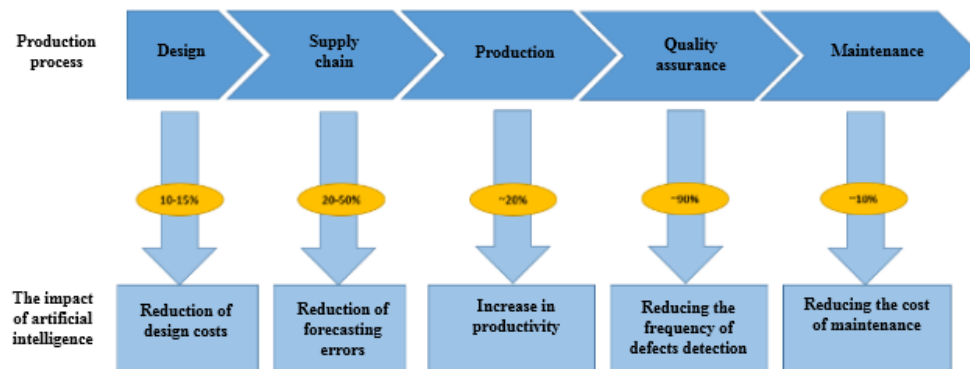 Production
process
Design
Supply
chain
Production
Quality
assurance
Maintenance
10-15%
20-50%
~20%
~90%
~10%
The impact
of artificial
intelligence
Reduction of
design costs
Reduction of
forecasting
errors
Increase in
productivity
Reducing the
frequency of
defects detection
Reducing the cost
of maintenance